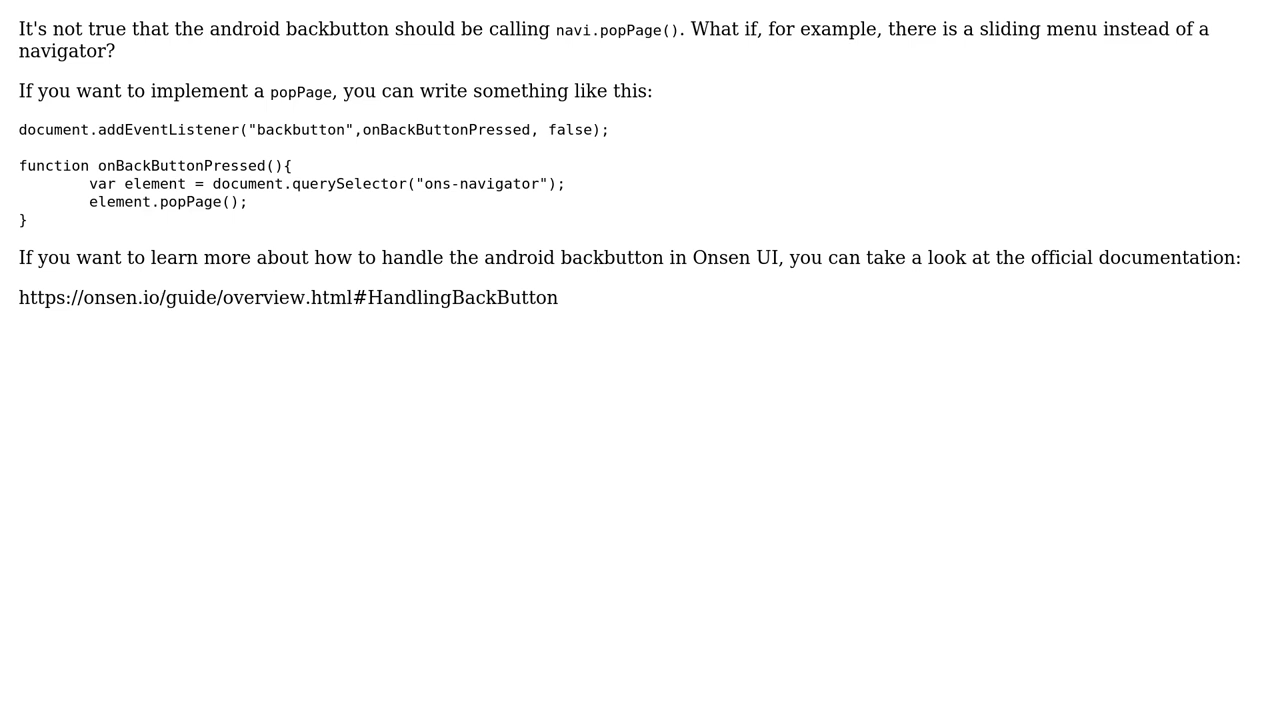 It's not true that the android backbutton should be calling navi.popPage(). What if, for example, there is a sliding menu instead of a
navigator?
If you want to implement a popPage, you can write something like this:
document.addEventListener("backbutton",onBackButtonPressed, false);
function onBackButtonPressed(){
        var element = document.querySelector("ons-navigator");
        element.popPage();
}
If you want to learn more about how to handle the android backbutton in Onsen UI, you can take a look at the official documentation:
https://onsen.io/guide/overview.html#HandlingBackButton